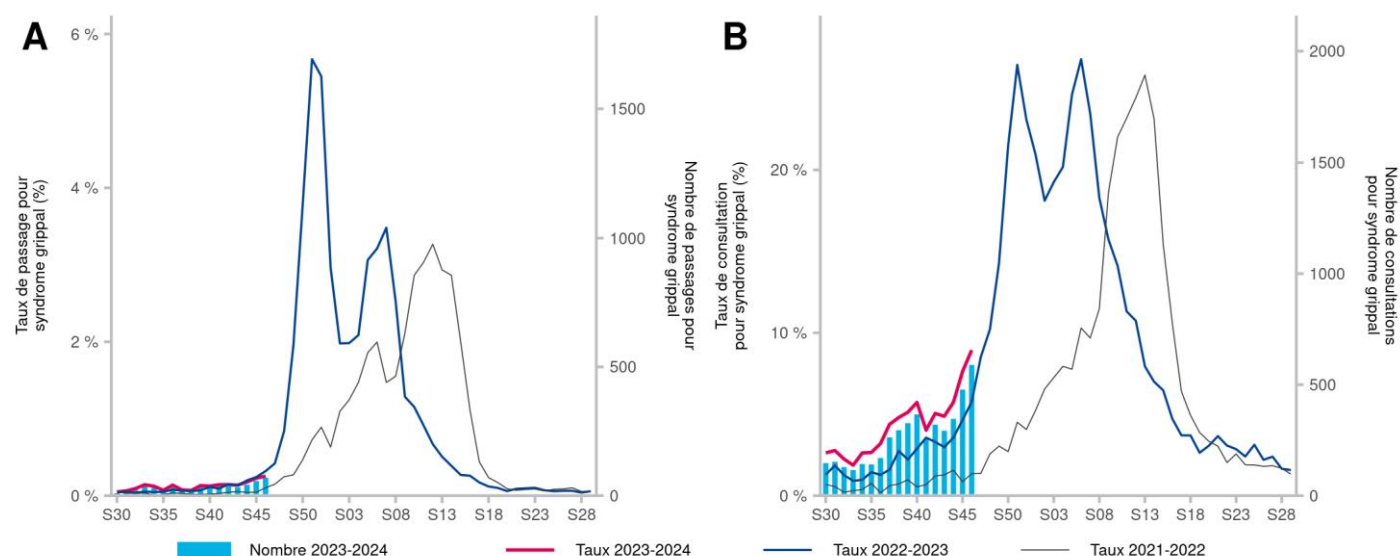 A
6 %
4 %
2 %
0 %
Taux de passage pour
syndrome grippal (%)
1500
1000
500
0
Nombre de passages pour
syndrome grippal
S30 S35 S40 S45 S50 S03 S08 S13 S18 S23 S28
B
20 %
10 %
0 %
Taux de consultation
pour syndrome grippal (%)
2000
1500
1000
500
0
Nombre de consultations
pour syndrome grippal
S30 S35 S40 S45 S50 S03 S08 S13 S18 S23 S28
Nombre 2023-2024 Taux 2023-2024 Taux 2022-2023 Taux 2021-2022